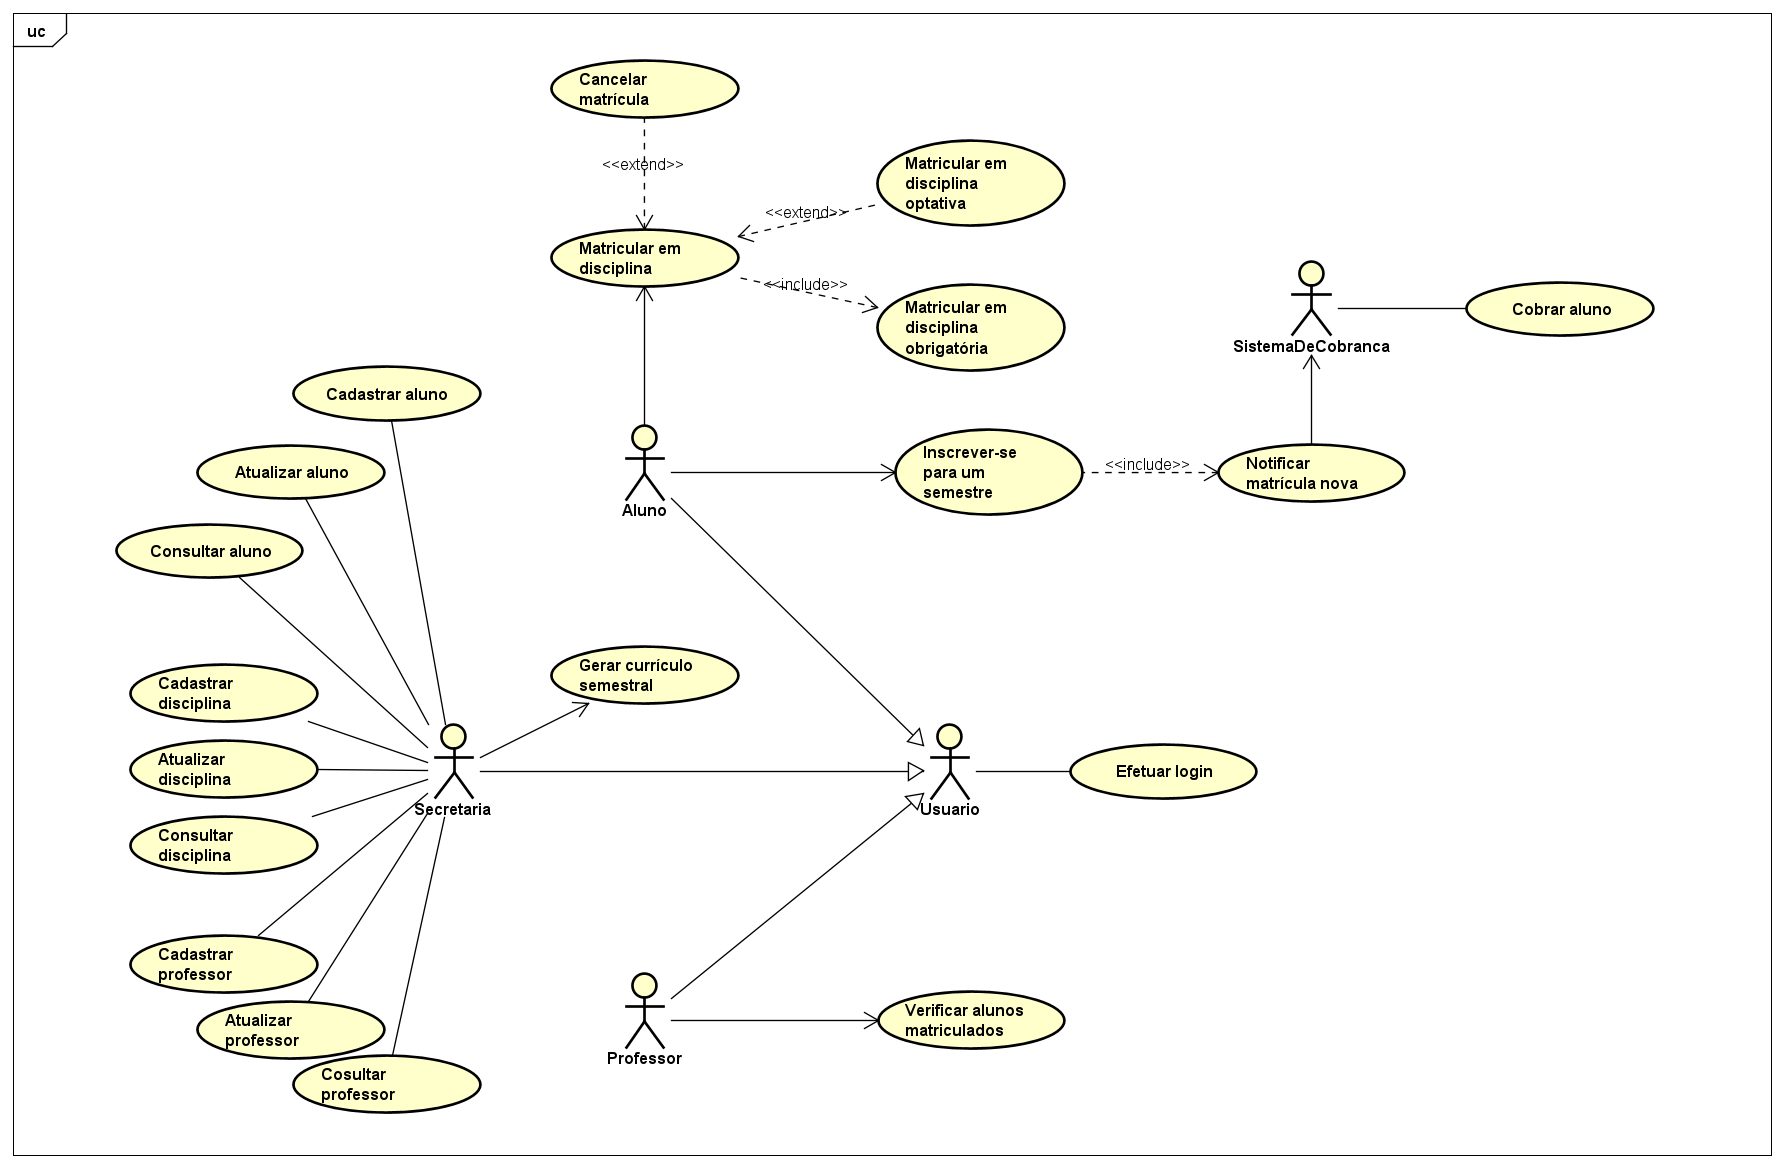 uc
Cancelar
matrícula
<<extend>>
Matricular em
disciplina
optativa
<<extend>>
Matricular em
disciplina
<<include>>
Matricular em
disciplina
obrigatória
SistemaDeCobranca
Cobrar aluno
Cadastrar aluno
Atualizar aluno
Consultar aluno
Aluno
Inscrever-se
para um
semestre
<<include>>
Notificar
matrícula nova
Cadastrar
disciplina
Atualizar
disciplina
Consultar
disciplina
Gerar currículo
semestral
Secretaria
Usuario
Efetuar login
Cadastrar
professor
Atualizar
professor
Cosultar
professor
Professor
Verificar alunos
matriculados